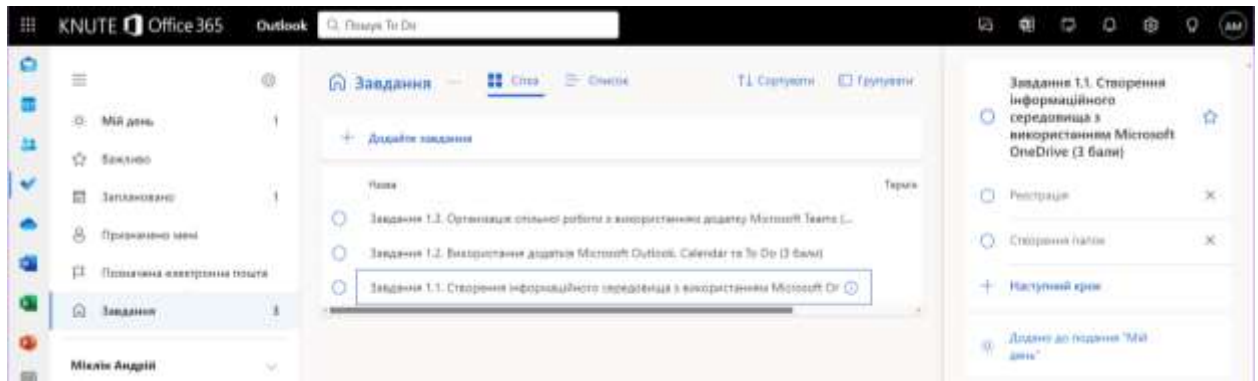 KNUTE Office 365
Outlook
Пошук To Do
AM
Мій день 1
Важливо
Заплановано 1
Призначено мені
Позначена електронна пошта
Завдання 3
Міклін Андрій
Завдання
Сітка
Список
Сортувати
Групувати
Додайте завдання
Назва
Термін
Завдання 1.3. Організація спільної роботи з використанням додатку Microsoft Teams (...
Завдання 1.2. Використання додатків Microsoft Outlook, Calendar та To Do (3 бали)
Завдання 1.1. Створення інформаційного середовища з використанням Microsoft Or
Завдання 1.1. Створення
інформаційного
середовища з
використанням Microsoft
OneDrive (3 бали)
Реєстрація
Створення папок
Наступний крок
Додано до подання "Мій
день"